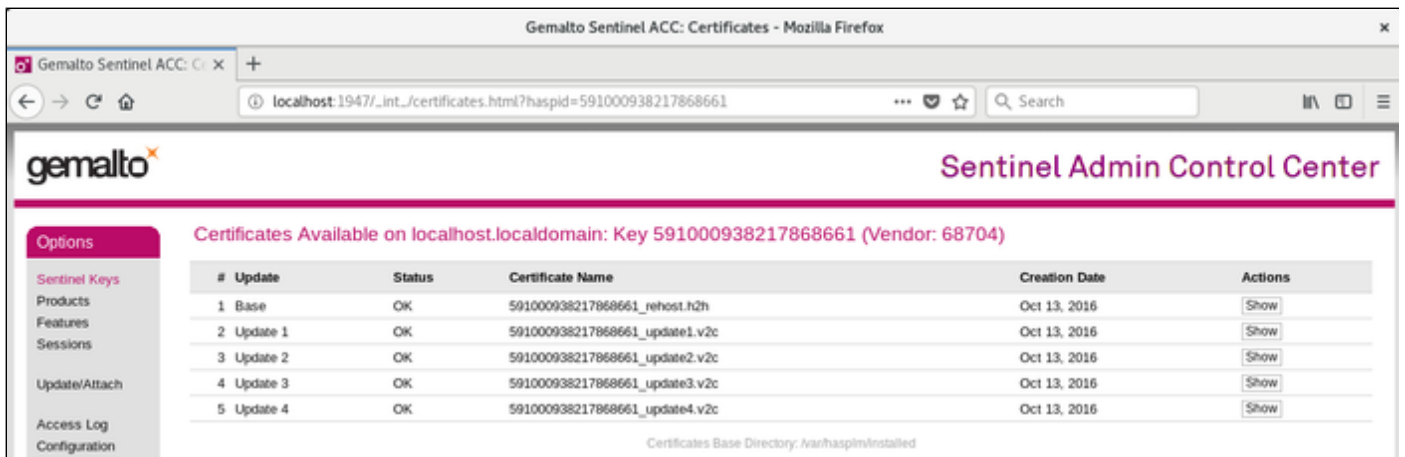 Gemalto Sentinel ACC: Certificates - Mozilla Firefox
Gemalto Sentinel ACC: Ce
localhost:1947/_int_/certificates.html?haspid=591000938217868661
Search
gemalto
Sentinel Admin Control Center
Options
Sentinel Keys
Products
Features
Sessions
Update/Attach
Access Log
Configuration
Certificates Available on localhost.localdomain: Key 591000938217868661 (Vendor: 68704)
# Update Status Certificate Name Creation Date Actions
1 Base OK 591000938217868661_rehost.h2h Oct 13, 2016 Show
2 Update 1 OK 591000938217868661_update1.v2c Oct 13, 2016 Show
3 Update 2 OK 591000938217868661_update2.v2c Oct 13, 2016 Show
4 Update 3 OK 591000938217868661_update3.v2c Oct 13, 2016 Show
5 Update 4 OK 591000938217868661_update4.v2c Oct 13, 2016 Show
Certificates Base Directory: /var/hasplm/installed